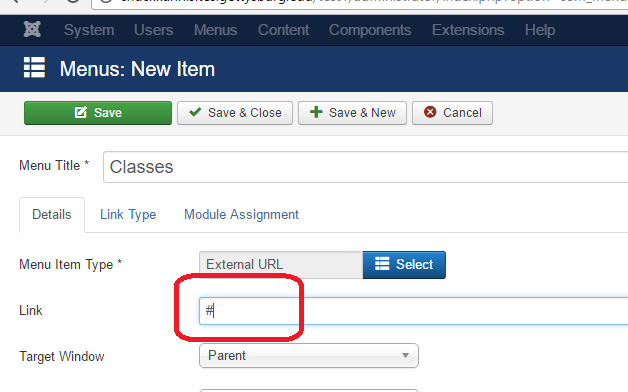 System Users Menus Content Components Extensions Help
Menus: New Item
Save Save & Close Save & New Cancel
Menu Title * Classes
Details Link Type Module Assignment
Menu Item Type * External URL Select
Link #
Target Window Parent